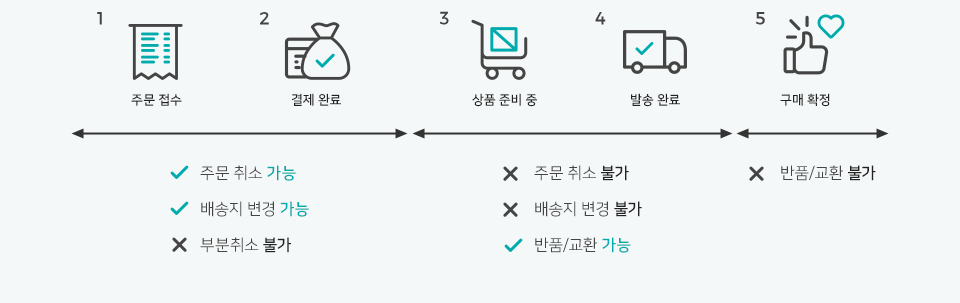 1
2
3
4
5
주문 접수
결제 완료
상품 준비 중
발송 완료
구매 확정
주문 취소 가능
배송지 변경 가능
부분취소 불가
주문 취소 불가
배송지 변경 불가
반품/교환 가능
반품/교환 불가